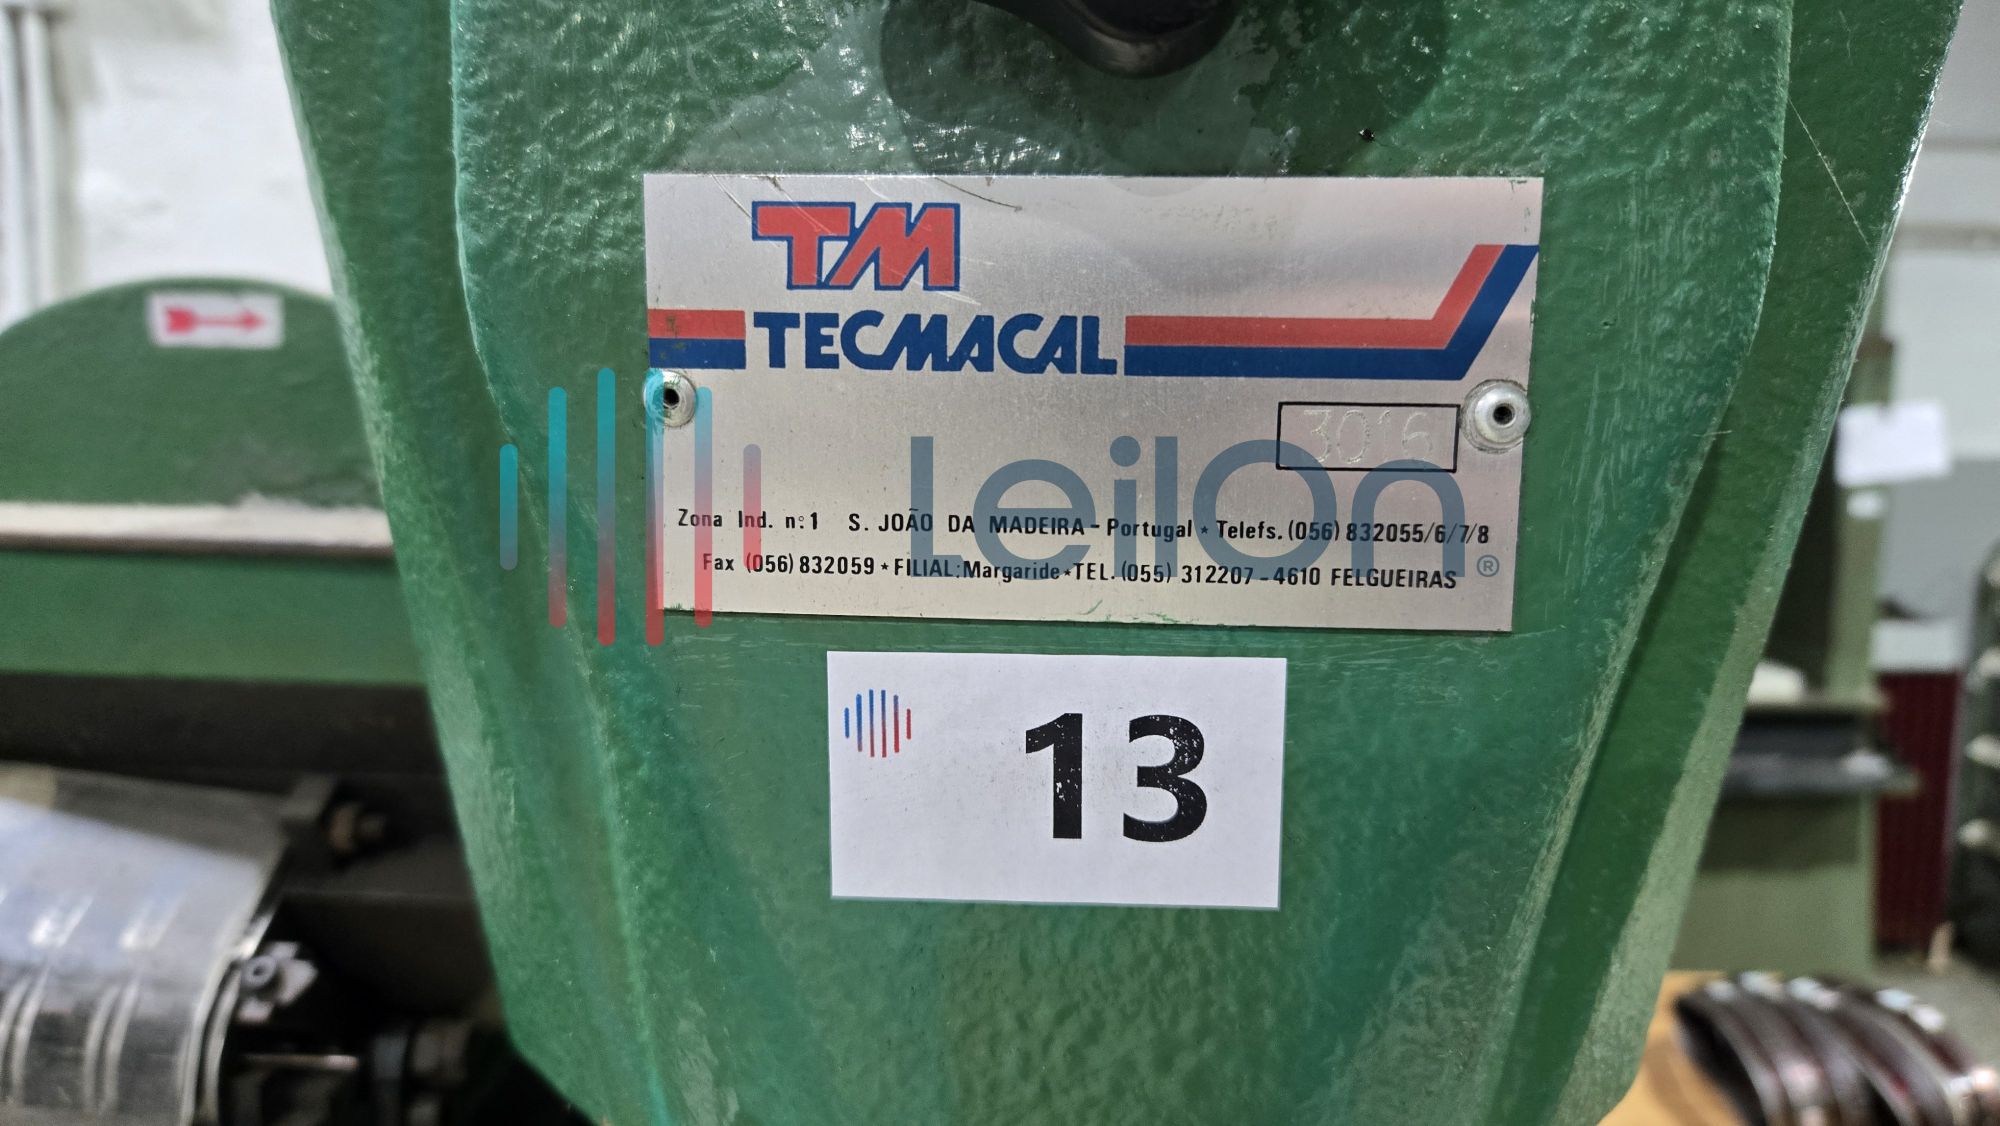 TM
TECMACAL
3016
Zona Ind. n.º 1 S. JOÃO DA MADEIRA - Portugal * Telefs. (056) 832055/6/7/8
Fax (056) 832059 * FILIAL: Margaride * TEL. (055) 312207 - 4610 FELGUEIRAS
LeilOn®
13